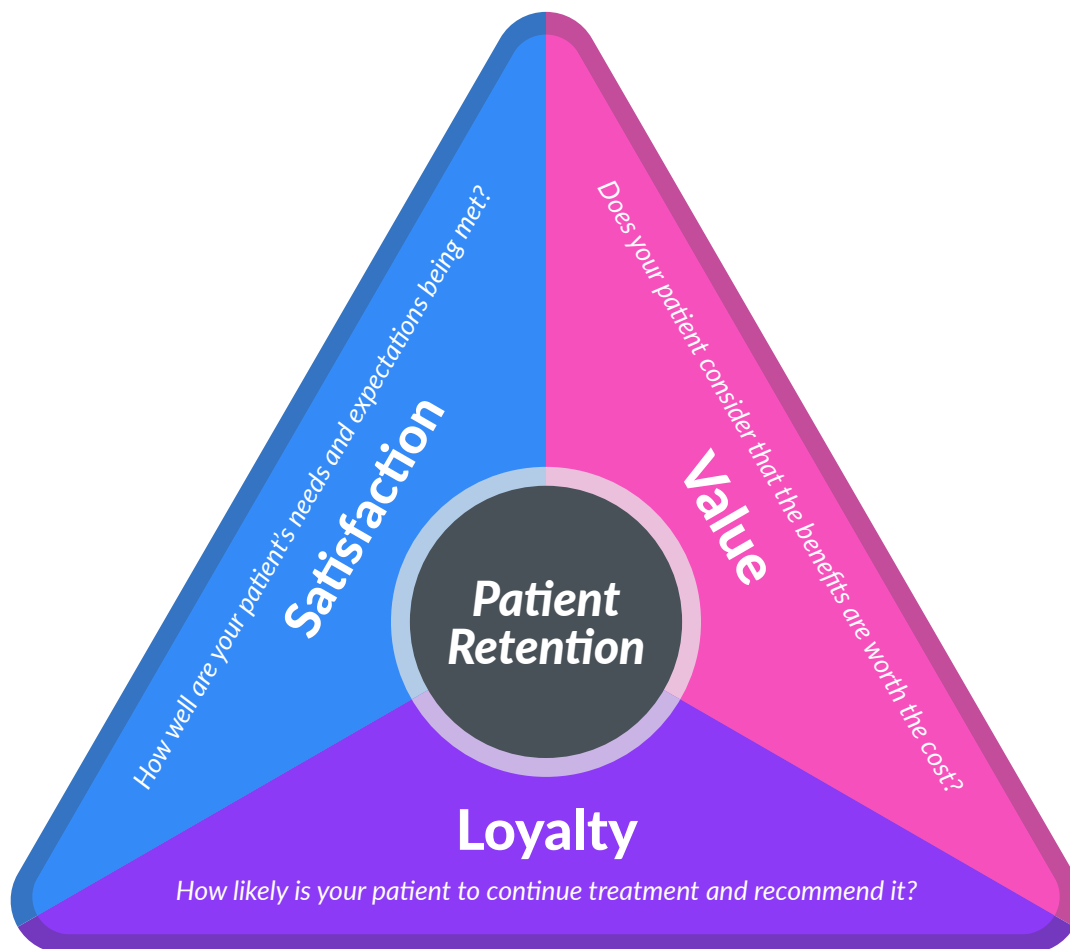 How well are your patient's needs and expectations being met?
Satisfaction
Does your patient consider that the benefits are worth the cost?
Value
Patient
Retention
Loyalty
How likely is your patient to continue treatment and recommend it?